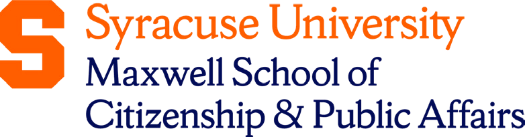 S Syracuse University
Maxwell School of
Citizenship & Public Affairs